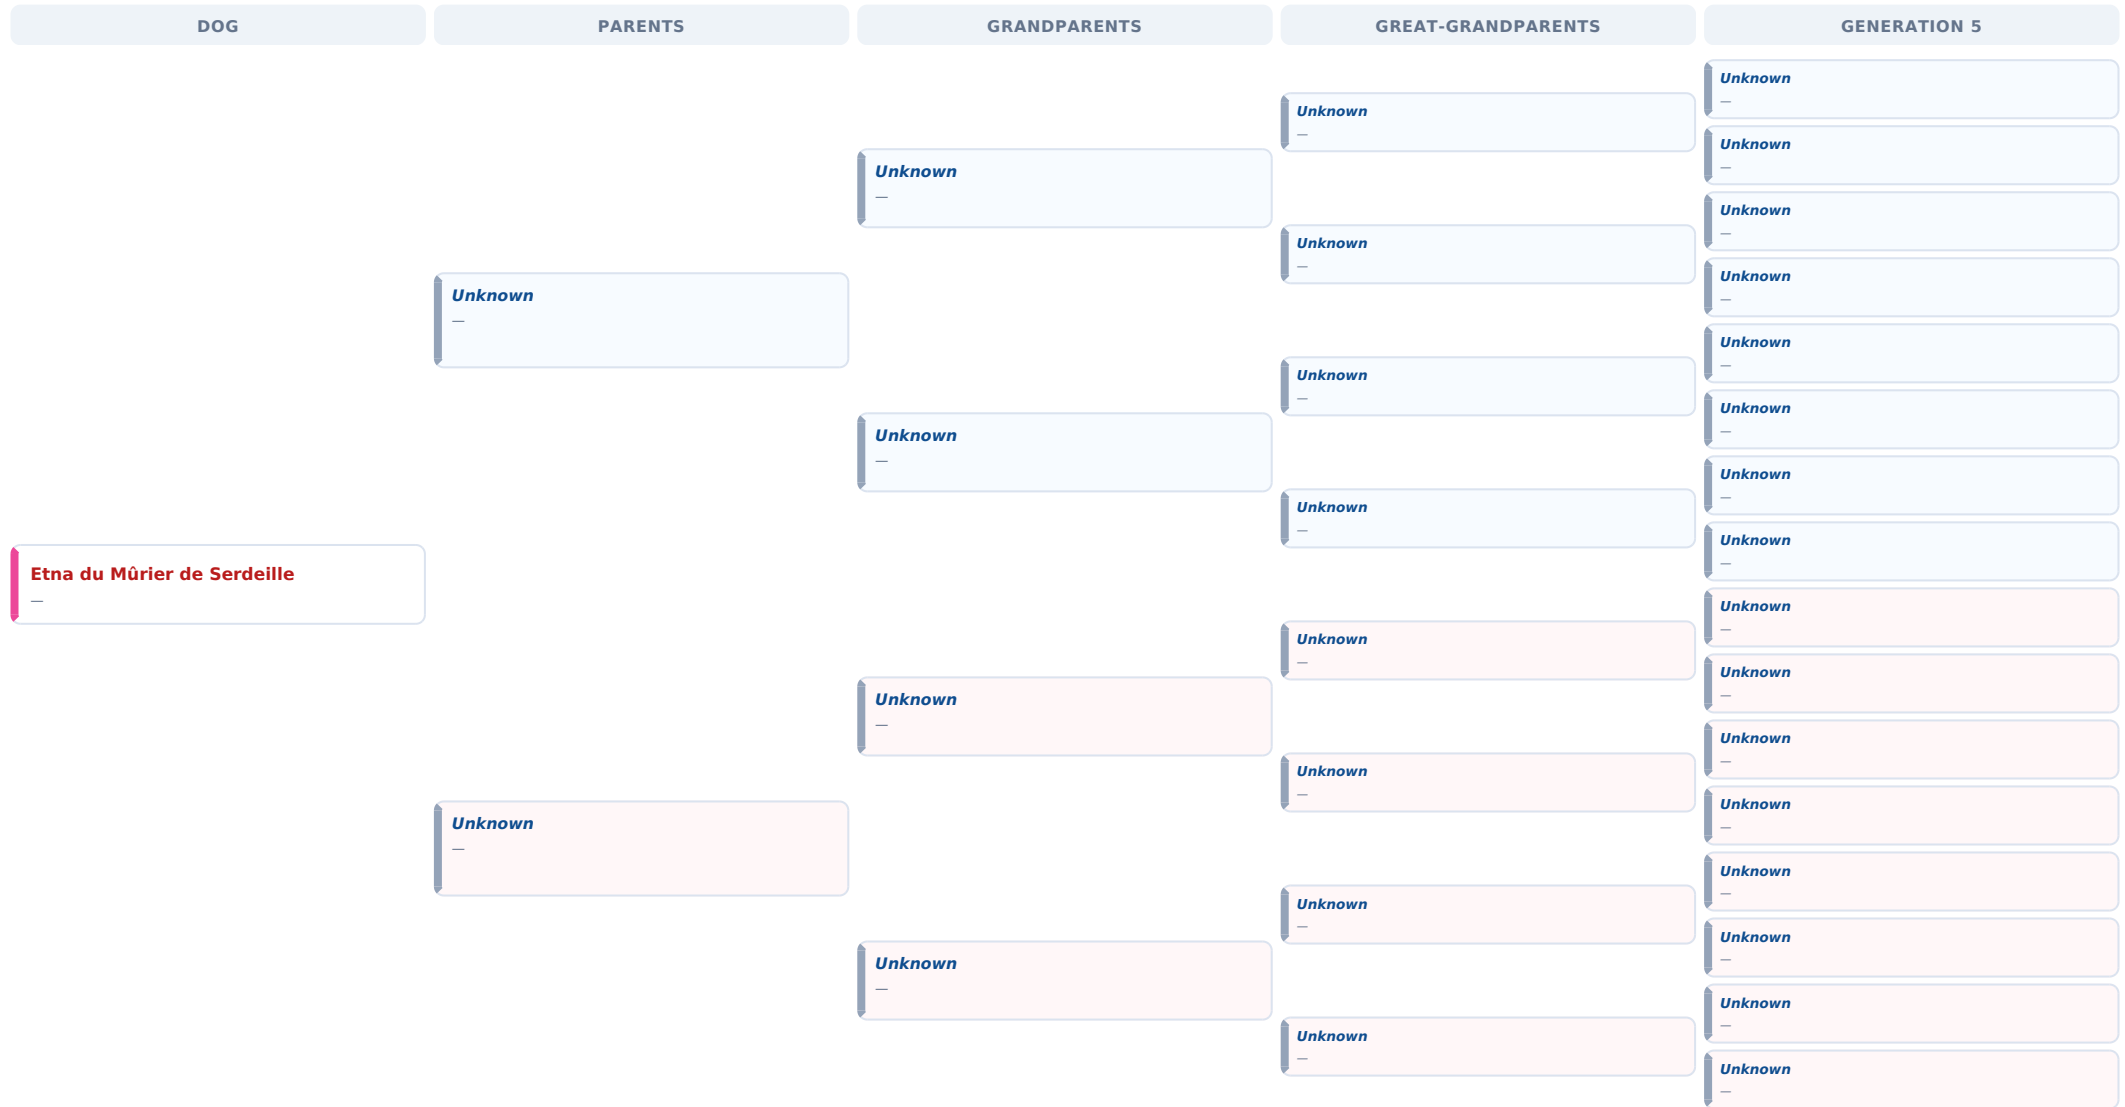 DOG
PARENTS
GRANDPARENTS
GREAT-GRANDPARENTS
GENERATION 5
Etna du Mûrier de Serdeille
—
Unknown
—
Unknown
—
Unknown
—
Unknown
—
Unknown
—
Unknown
—
Unknown
—
Unknown
—
Unknown
—
Unknown
—
Unknown
—
Unknown
—
Unknown
—
Unknown
—
Unknown
—
Unknown
—
Unknown
—
Unknown
—
Unknown
—
Unknown
—
Unknown
—
Unknown
—
Unknown
—
Unknown
—
Unknown
—
Unknown
—
Unknown
—
Unknown
—
Unknown
—
Unknown
—